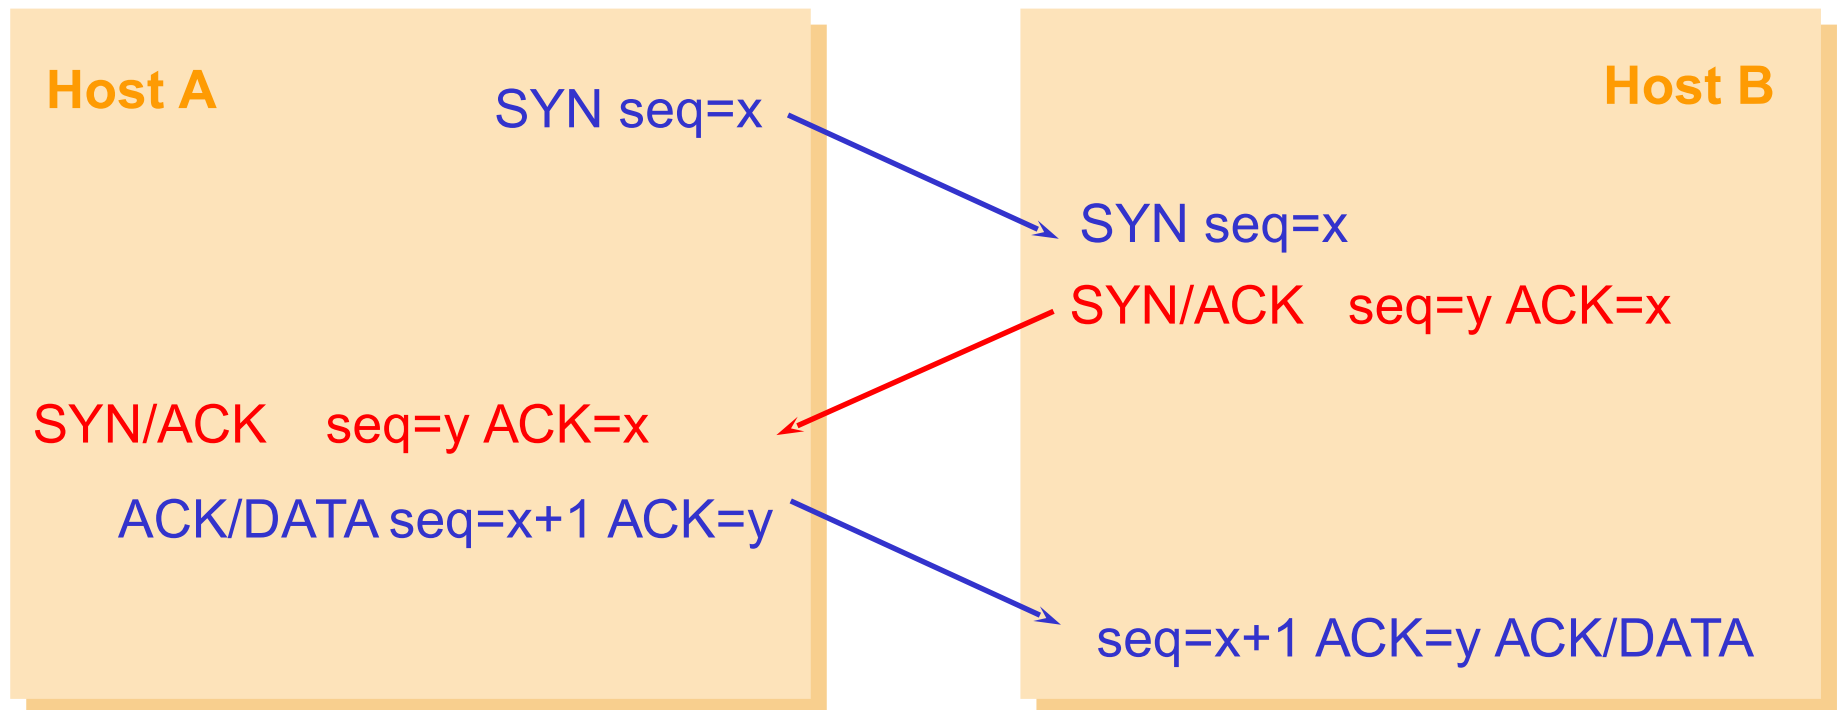 Host A
Host B
SYN seq=x
SYN seq=x
SYN/ACK seq=y ACK=x
SYN/ACK seq=y ACK=x
ACK/DATA seq=x+1 ACK=y
seq=x+1 ACK=y ACK/DATA